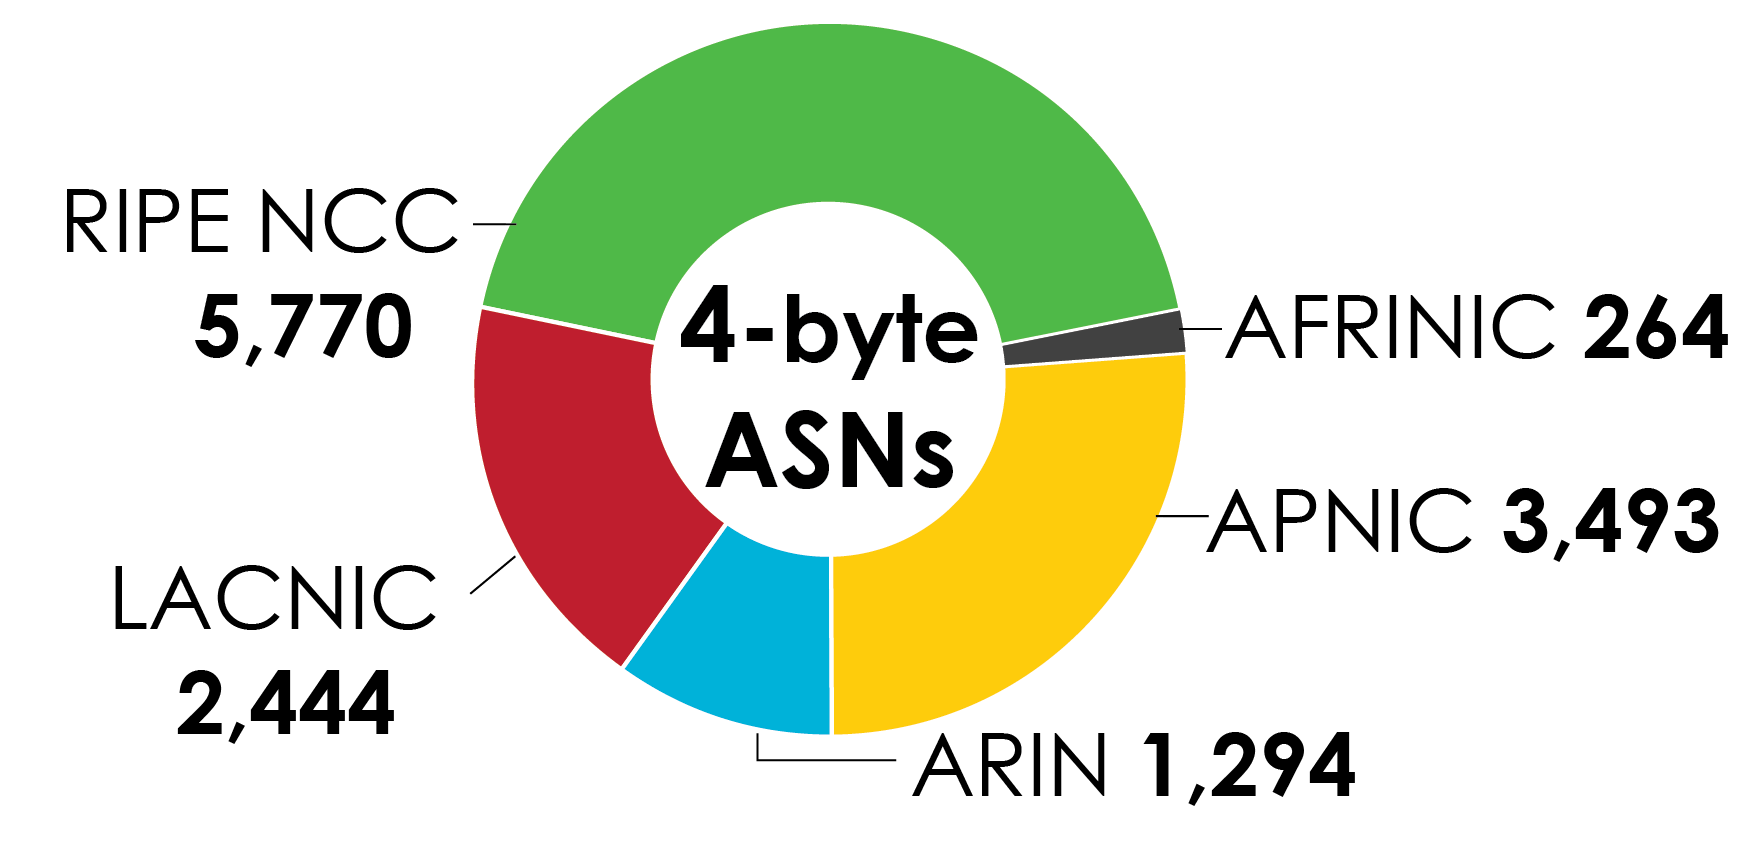 RIPE NCC
5,770
4-byte
ASNs
AFRINIC 264
APNIC 3,493
LACNIC
2,444
ARIN 1,294